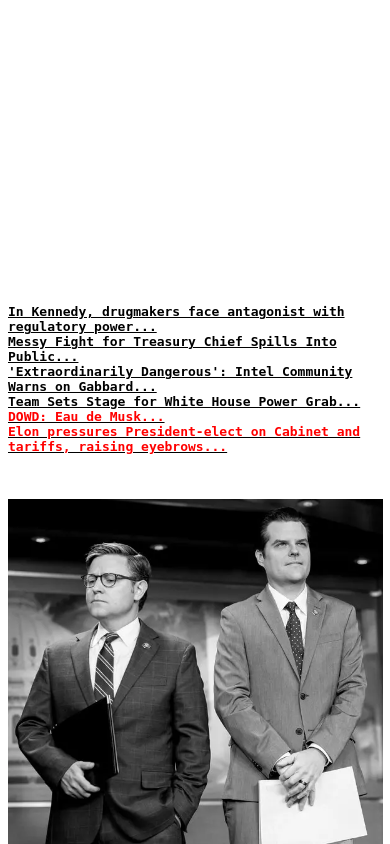 In Kennedy, drugmakers face antagonist with
regulatory power...
Messy Fight for Treasury Chief Spills Into
Public...
'Extraordinarily Dangerous': Intel Community
Warns on Gabbard...
Team Sets Stage for White House Power Grab...
DOWD: Eau de Musk...
Elon pressures President-elect on Cabinet and
tariffs, raising eyebrows...